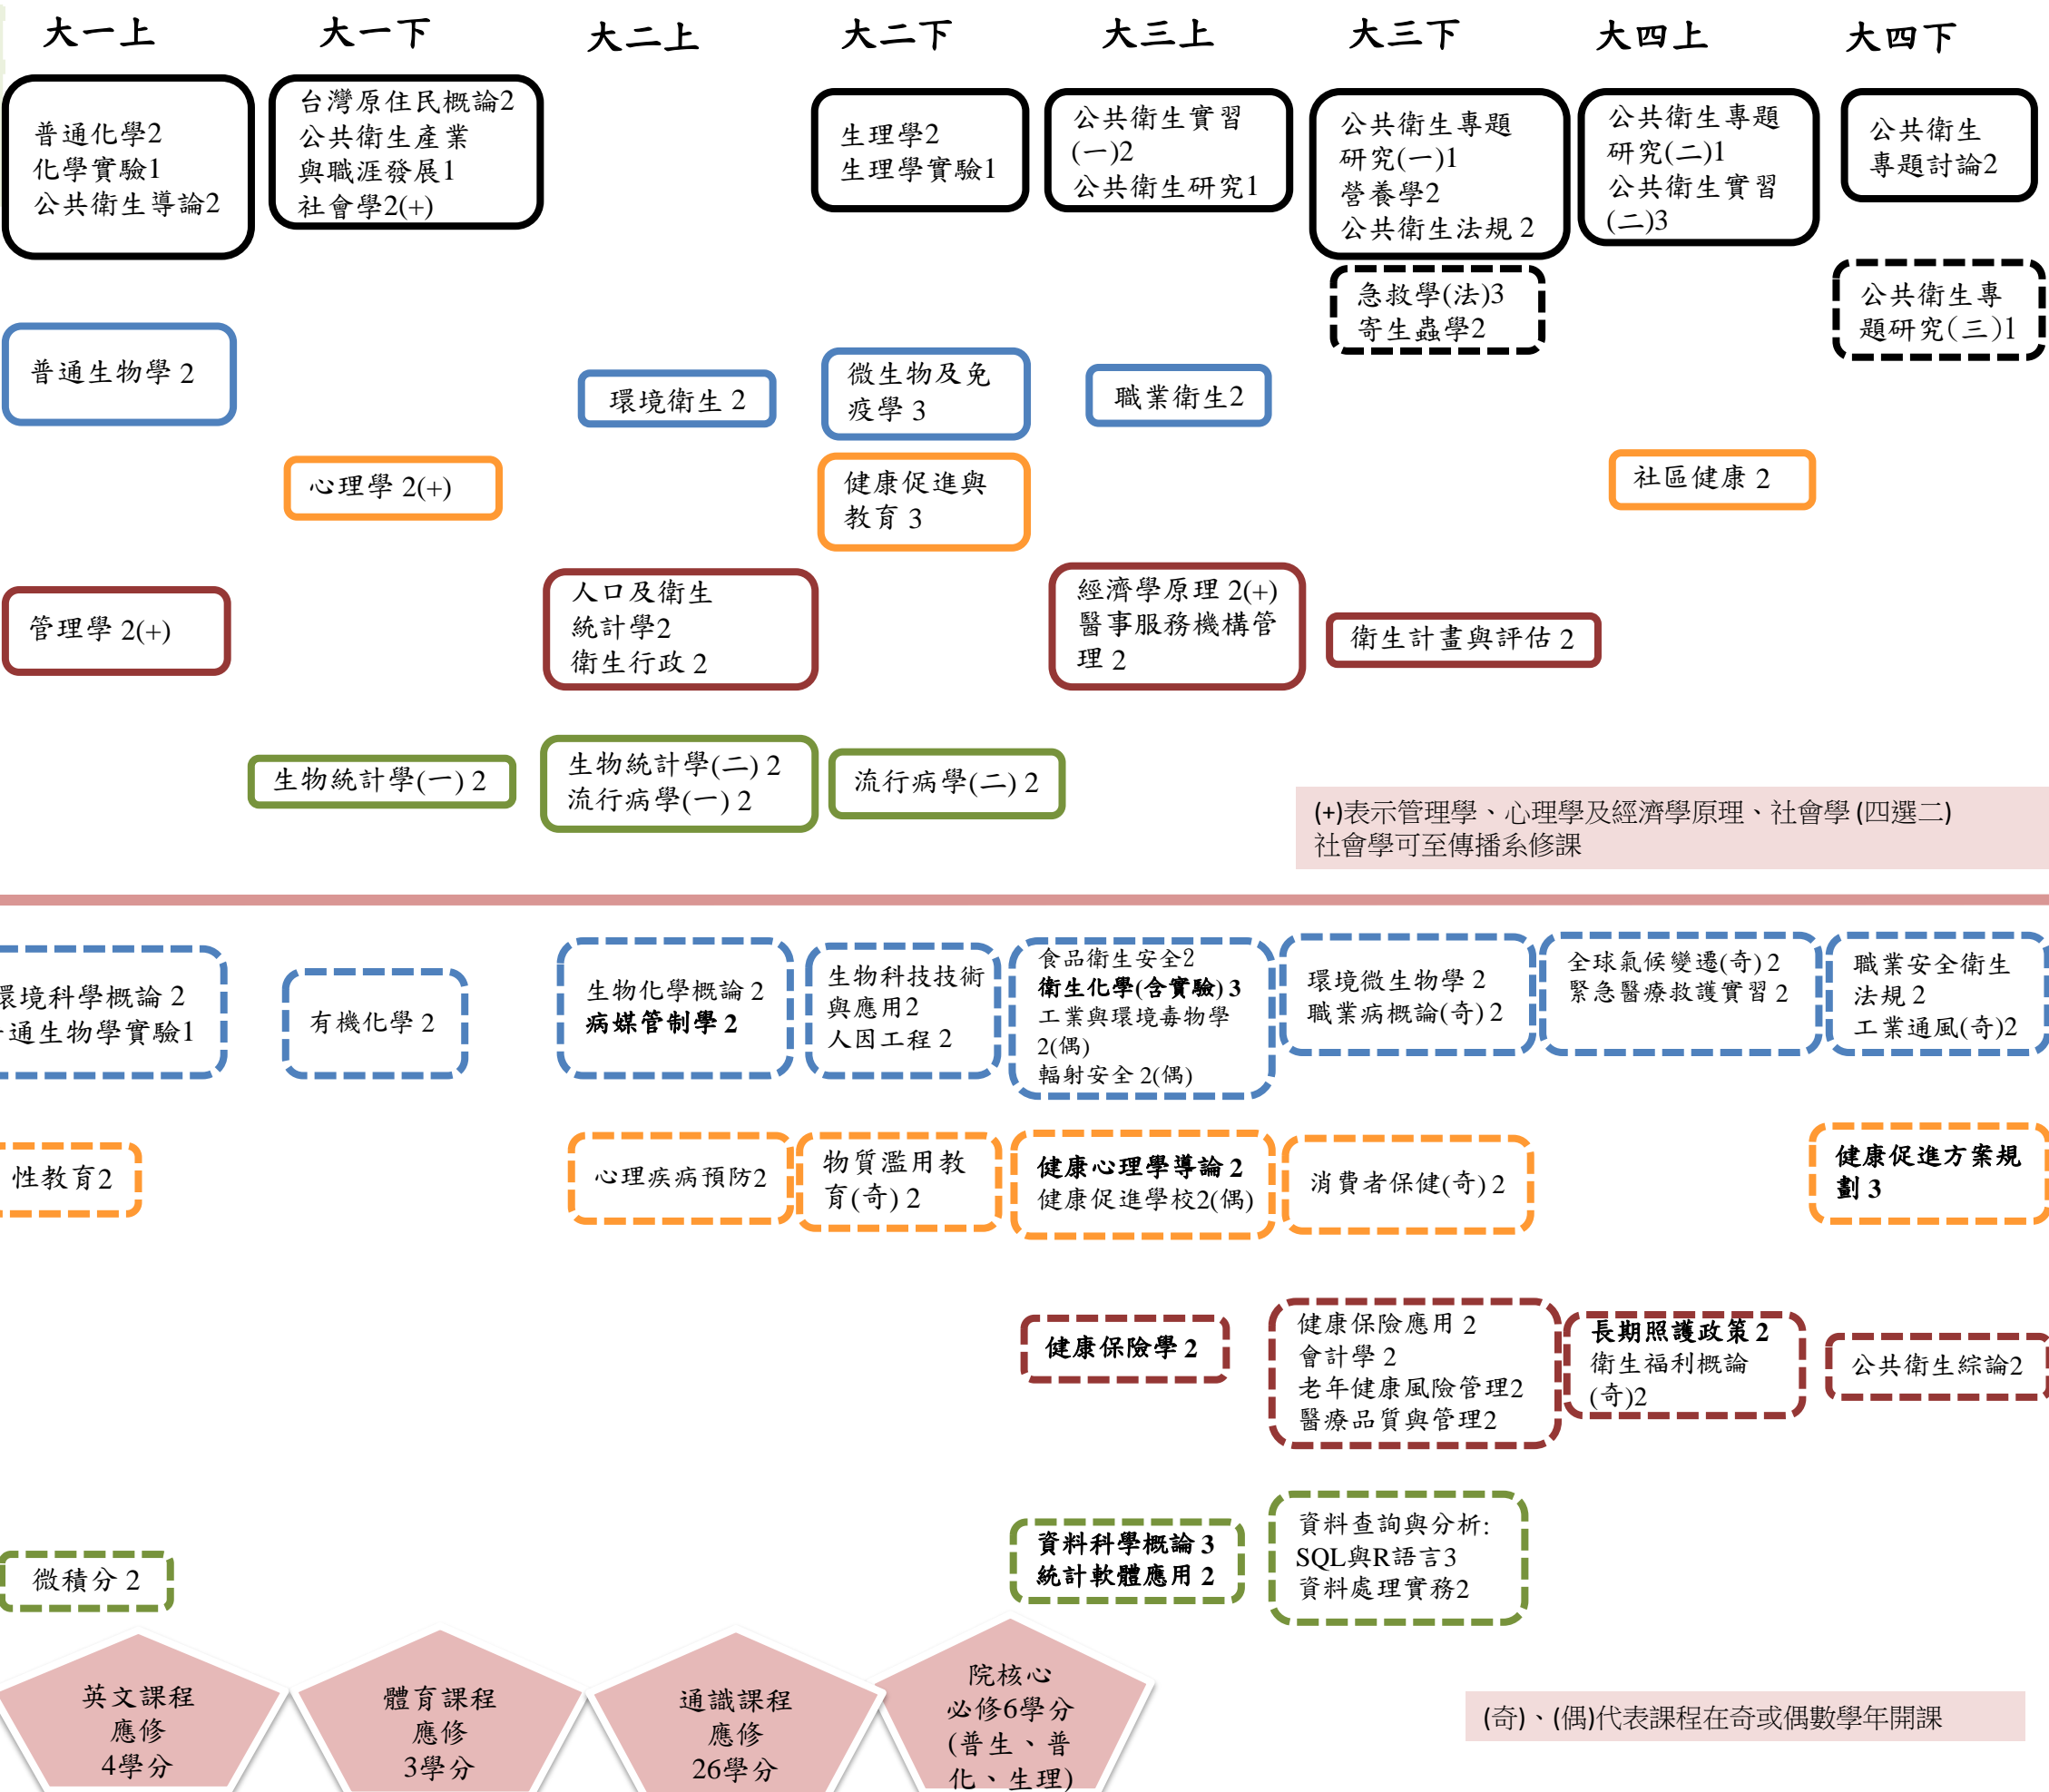 大一上
大一下
大二上
大二下
大三上
大三下
大四上
大四下
普通化學2
化學實驗1
公共衛生導論2
台灣原住民概論2
公共衛生產業
與職涯發展1
社會學2(+)
生理學2
生理學實驗1
公共衛生實習
(一)2
公共衛生研究1
公共衛生專題
研究(一)1
營養學2
公共衛生法規 2
公共衛生專題
研究(二)1
公共衛生實習
(二)3
公共衛生
專題討論2
急救學(法)3
寄生蟲學2
公共衛生專
題研究(三)1
普通生物學 2
環境衛生 2
微生物及免
疫學 3
職業衛生2
心理學 2(+)
健康促進與
教育 3
社區健康 2
管理學 2(+)
人口及衛生
統計學2
衛生行政 2
經濟學原理 2(+)
醫事服務機構管
理 2
衛生計畫與評估 2
生物統計學(一) 2
生物統計學(二) 2
流行病學(一) 2
流行病學(二) 2
(+)表示管理學、心理學及經濟學原理、社會學 (四選二)
社會學可至傳播系修課
環境科學概論 2
通生物學實驗1
有機化學 2
生物化學概論 2
病媒管制學 2
生物科技技術
與應用2
人因工程 2
食品衛生安全2
衛生化學(含實驗) 3
工業與環境毒物學
2(偶)
輻射安全 2(偶)
環境微生物學 2
職業病概論(奇) 2
全球氣候變遷(奇) 2
緊急醫療救護實習 2
職業安全衛生
法規 2
工業通風(奇)2
性教育2
心理疾病預防2
物質濫用教
育(奇) 2
健康心理學導論 2
健康促進學校2(偶)
消費者保健(奇) 2
健康促進方案規
劃 3
健康保險學 2
健康保險應用 2
會計學 2
老年健康風險管理2
醫療品質與管理2
長期照護政策 2
衛生福利概論
(奇)2
公共衛生綜論2
微積分 2
資料科學概論 3
統計軟體應用 2
資料查詢與分析:
SQL與R語言3
資料處理實務2
英文課程
應修
4學分
體育課程
應修
3學分
通識課程
應修
26學分
院核心
必修6學分
(普生、普
化、生理)
(奇)、(偶)代表課程在奇或偶數學年開課